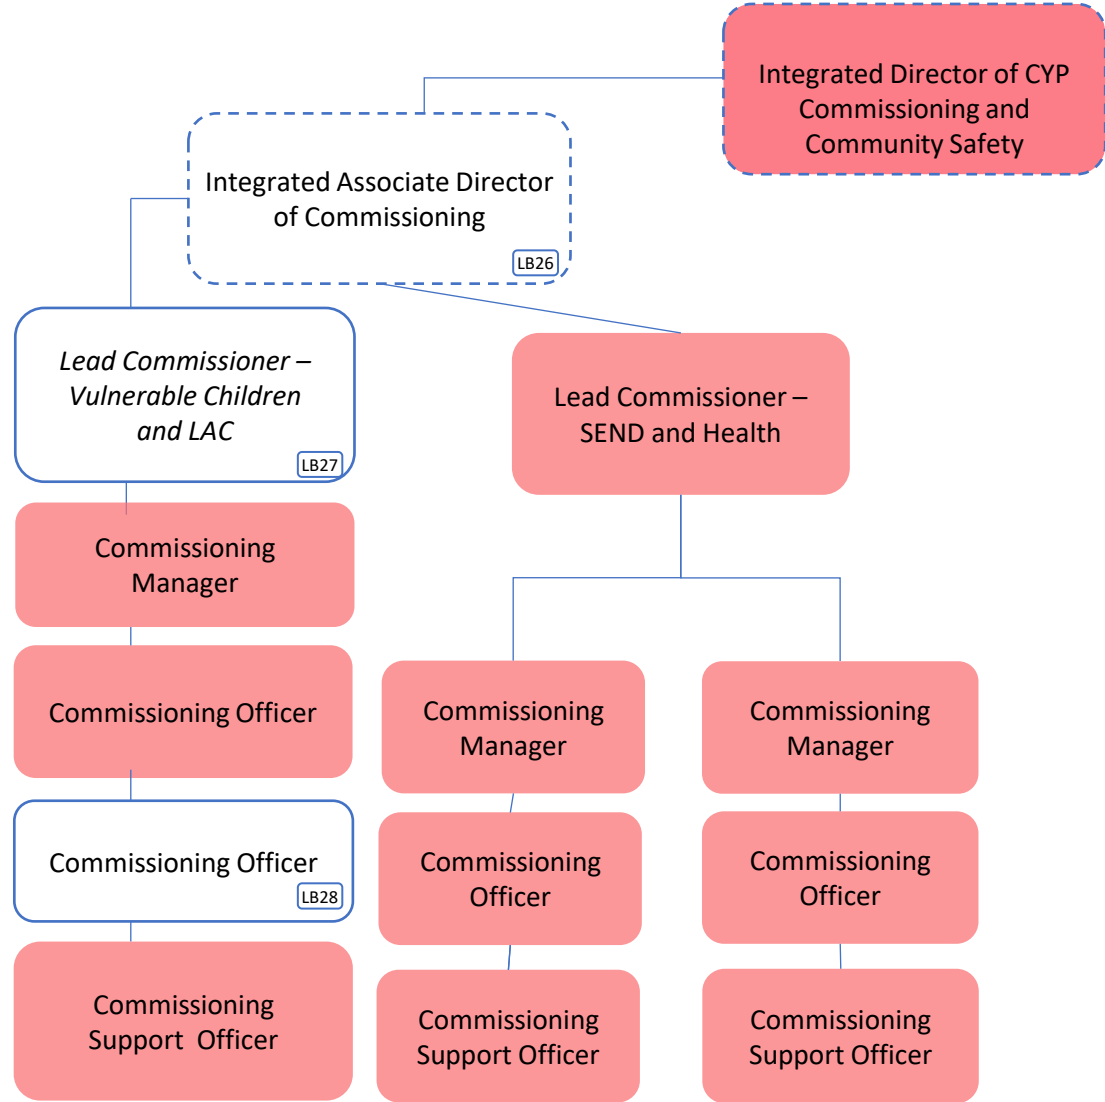 Integrated Director of CYP
Commissioning and
Community Safety
Integrated Associate Director
of Commissioning
LB26
Lead Commissioner –
Vulnerable Children
and LAC
LB27
Lead Commissioner –
SEND and Health
Commissioning
Manager
Commissioning Officer
Commissioning Officer
LB28
Commissioning
Support Officer
Commissioning
Manager
Commissioning
Officer
Commissioning
Support Officer
Commissioning
Manager
Commissioning
Officer
Commissioning
Support Officer